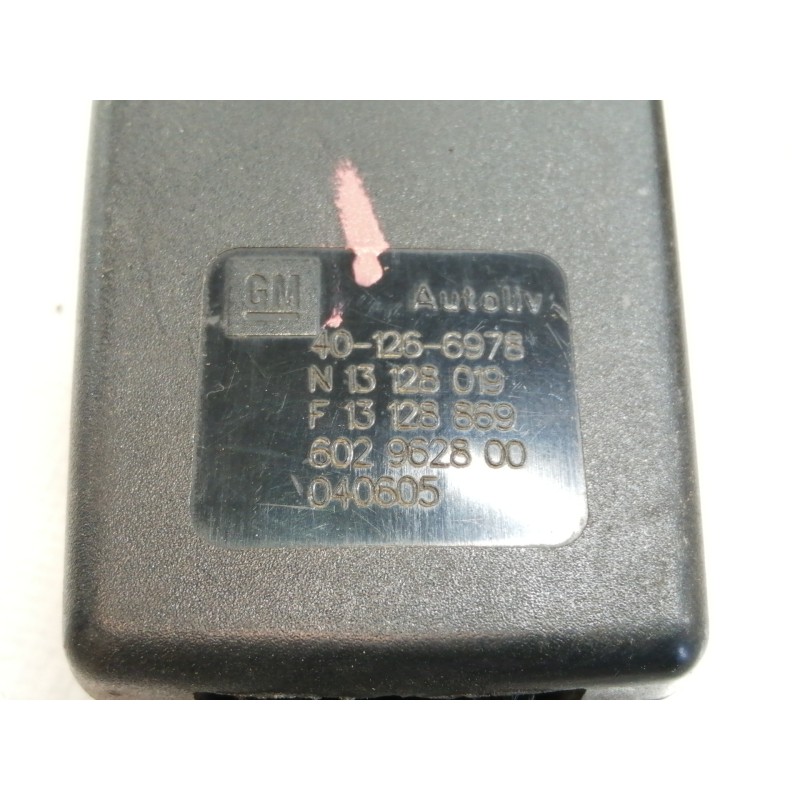 GM Autoliv
40-126-6978
N 13 128 019
F 13 128 869
602 9628 00
040605